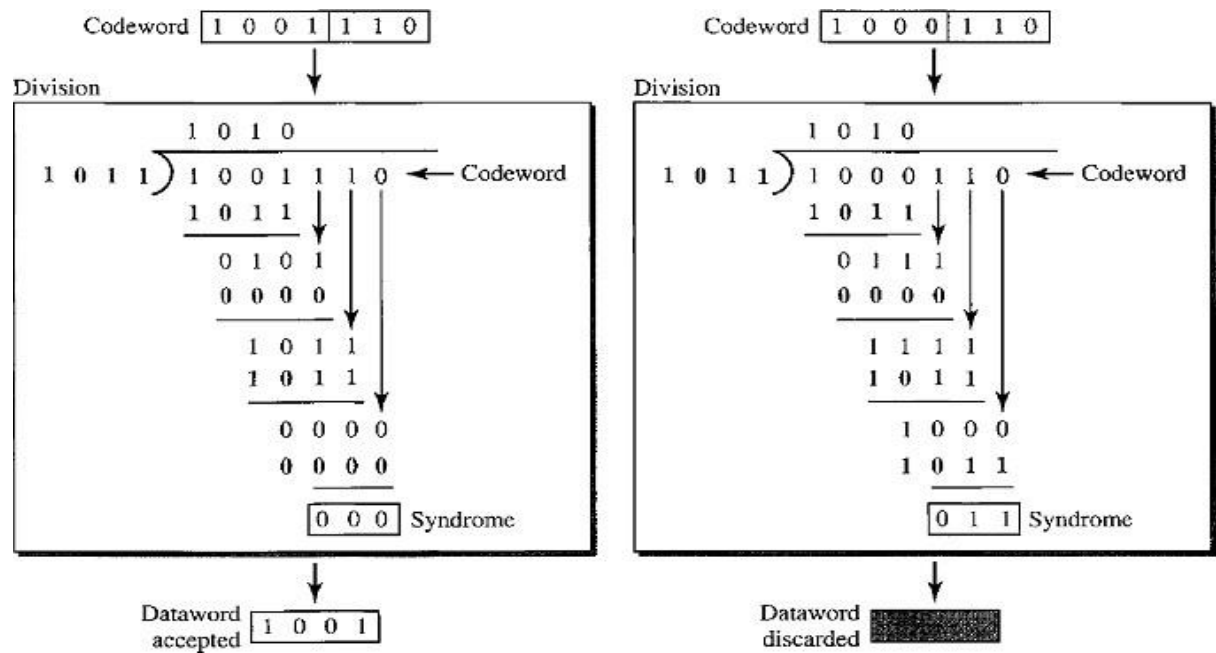 Codeword 1 0 0 1 1 1 0
Division
1 0 1 0
1 0 1 1 1 0 0 1 1 1 0 Codeword
1 0 1 1
0 1 0 1
0 0 0 0
1 0 1 1
1 0 1 1
0 0 0 0
0 0 0 0
0 0 0 Syndrome
Dataword
accepted 1 0 0 1
Codeword 1 0 0 0 1 1 0
Division
1 0 1 0
1 0 1 1 1 0 0 0 1 1 0 Codeword
1 0 1 1
0 1 1 1
0 0 0 0
1 1 1 1
1 0 1 1
1 0 0 0
1 0 1 1
0 1 1 Syndrome
Dataword
discarded